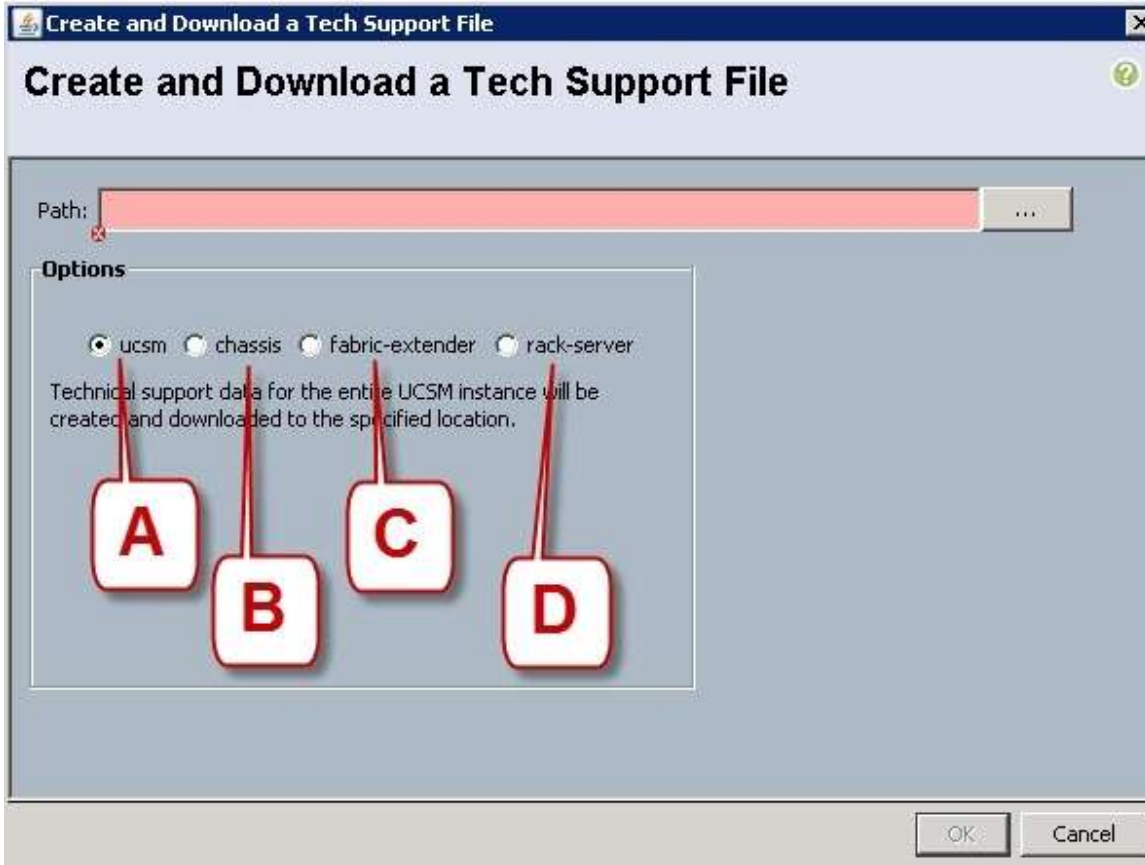 Create and Download a Tech Support File
Create and Download a Tech Support File
Path:
...
Options
ucsm chassis fabric-extender rack-server
Technical support data for the entire UCSM instance will be
created and downloaded to the specified location.
A
C
B
D
OK Cancel